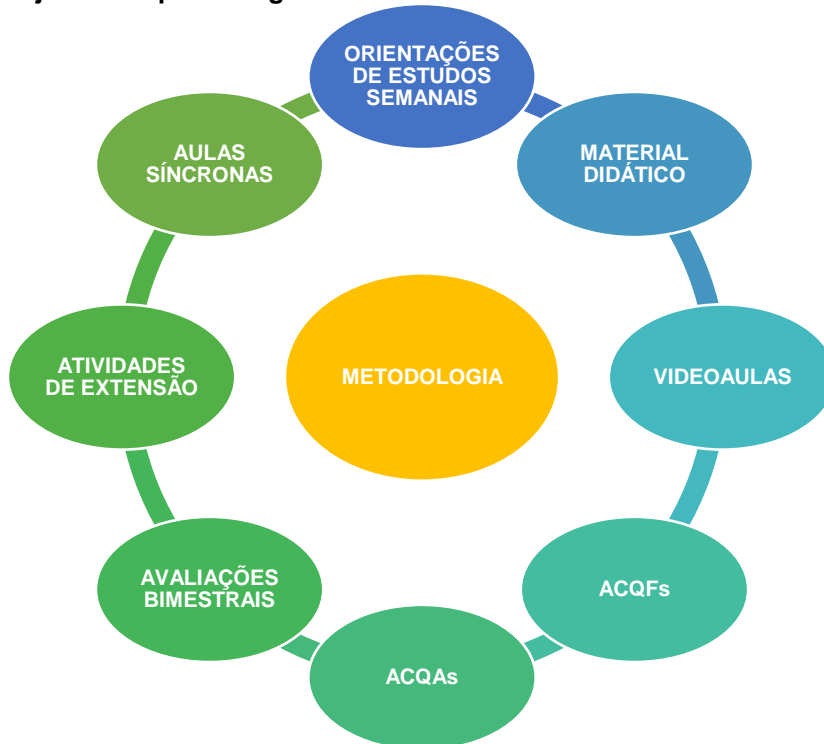 ORIENTAÇÕES
DE ESTUDOS
SEMANAIS
MATERIAL
DIDÁTICO
VIDEOAULAS
ACQFs
ACQAs
AVALIAÇÕES
BIMESTRAIS
ATIVIDADES
DE EXTENSÃO
AULAS
SÍNCRONAS
METODOLOGIA